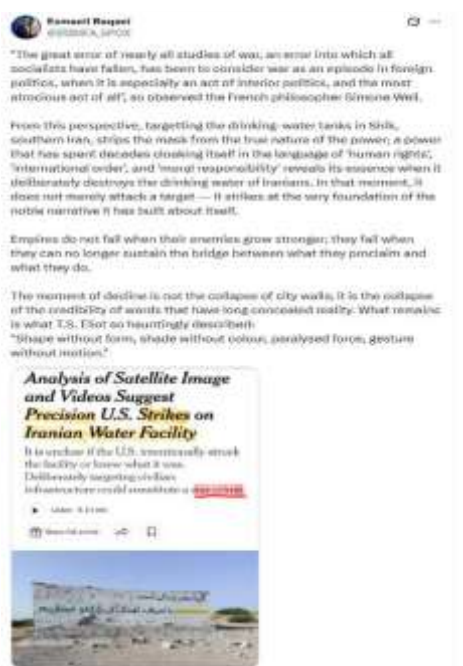 Esmaeil Baqaei
"The great error of nearly all studies of war, an error into which all
socialists have fallen, has been to consider war as an episode in foreign
politics, when it is especially an act of interior politics, and the most
atrocious act of all", so observed the French philosopher Simone Weil.
From this perspective, targetting the drinking-water tanks in
southern Iran, strips the mask from the true nature of the power; a power
that has spent decades cloaking itself in the language of 'human rights',
'international order', and 'moral responsibility' reveals its essence when it
deliberately destroys the drinking water of Iranians. In that moment, it
does not merely attack a target — it strikes at the very foundation of the
noble narrative it has built about itself.
Empires do not fall when their enemies grow stronger; they fall when
they can no longer sustain the bridge between what they proclaim and
what they do.
The moment of decline is not the collapse of city walls; it is the collapse
of the credibility of words that have long concealed reality. What remains
is what T.S. Eliot so hauntingly described:
"Shape without form, shade without colour, paralysed force, gesture
without motion."
Analysis of Satellite Image
and Videos Suggest
Precision U.S. Strikes on
Iranian Water Facility
It is unclear if the U.S. intentionally struck
the facility or knew what it was.
Deliberately targeting civilian
infrastructure could constitute a war crime.